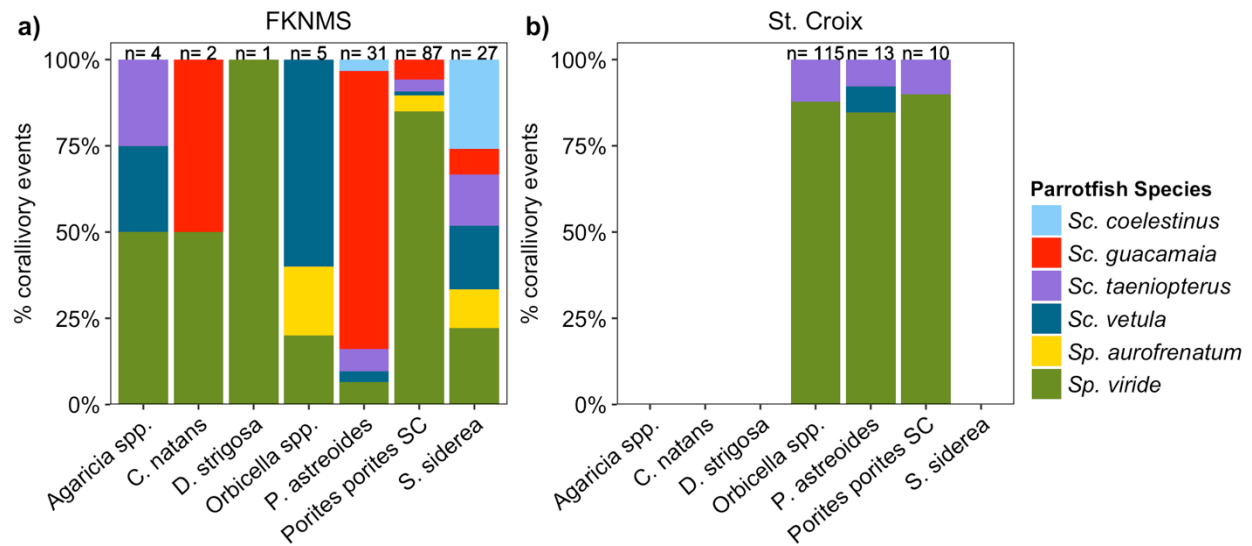 a)
FKNMS
n= 4 n= 2 n= 1 n= 5 n= 31 n= 87 n= 27
100%
75%
50%
25%
0%
% corallivory events
Agaricia spp.
C. natans
D. strigosa
Orbicella spp.
P. astreoides
Porites porites SC
S. siderea
b)
St. Croix
n= 115 n= 13 n= 10
100%
75%
50%
25%
0%
% corallivory events
Agaricia spp.
C. natans
D. strigosa
Orbicella spp.
P. astreoides
Porites porites SC
S. siderea
Parrotfish Species
Sc. coelestinus
Sc. guacamaia
Sc. taeniopterus
Sc. vetula
Sp. aurofrenatum
Sp. viride